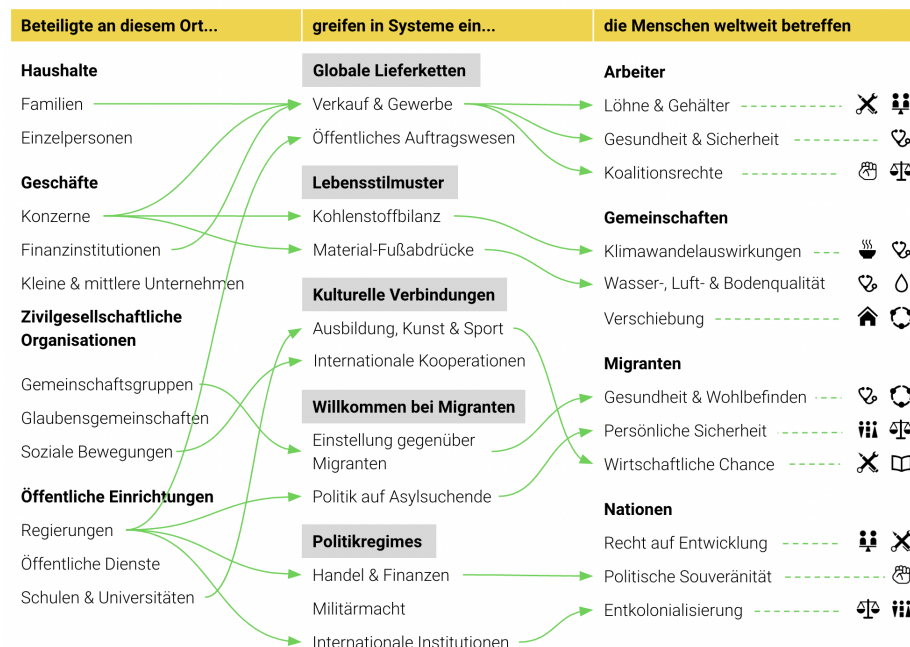 Beteiligte an diesem Ort...
greifen in Systeme ein...
die Menschen weltweit betreffen
Haushalte
Familien
Einzelpersonen
Geschäfte
Konzerne
Finanzinstitutionen
Kleine & mittlere Unternehmen
Zivilgesellschaftliche
Organisationen
Gemeinschaftsgruppen
Glaubensgemeinschaften
Soziale Bewegungen
Öffentliche Einrichtungen
Regierungen
Öffentliche Dienste
Schulen & Universitäten
Globale Lieferketten
Verkauf & Gewerbe
Öffentliches Auftragswesen
Lebensstilmuster
Kohlenstoffbilanz
Material-Fußabdrücke
Kulturelle Verbindungen
Ausbildung, Kunst & Sport
Internationale Kooperationen
Willkommen bei Migranten
Einstellung gegenüber
Migranten
Politik auf Asylsuchende
Politikregimes
Handel & Finanzen
Militärmacht
Internationale Institutionen
Arbeiter
Löhne & Gehälter
Gesundheit & Sicherheit
Koalitionsrechte
Gemeinschaften
Klimawandelauswirkungen
Wasser-, Luft- & Bodenqualität
Verschiebung
Migranten
Gesundheit & Wohlbefinden
Persönliche Sicherheit
Wirtschaftliche Chance
Nationen
Recht auf Entwicklung
Politische Souveränität
Entkolonialisierung